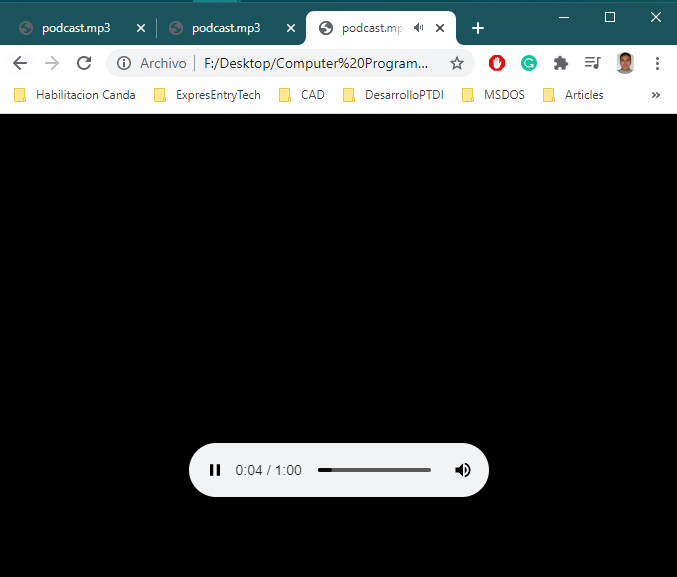 podcast.mp3 podcast.mp3 podcast.mp
Archivo F:/Desktop/Computer%20Program...
Habilitacion Canda ExpresEntryTech CAD DesarrolloPTDI MSDOS Articles »
0:04 / 1:00